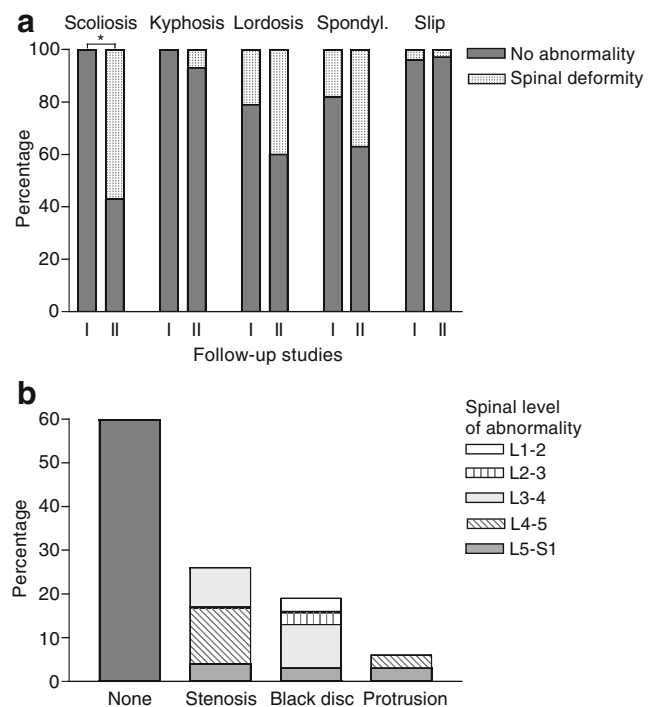 a
Scoliosis Kyphosis Lordosis Spondyl. Slip
*
100
80
60
40
20
0
Percentage
No abnormality
Spinal deformity
I II I II I II I II I II
Follow-up studies
b
60
50
40
30
20
10
0
Percentage
Spinal level
of abnormality
L1-2
L2-3
L3-4
L4-5
L5-S1
None Stenosis Black disc Protrusion